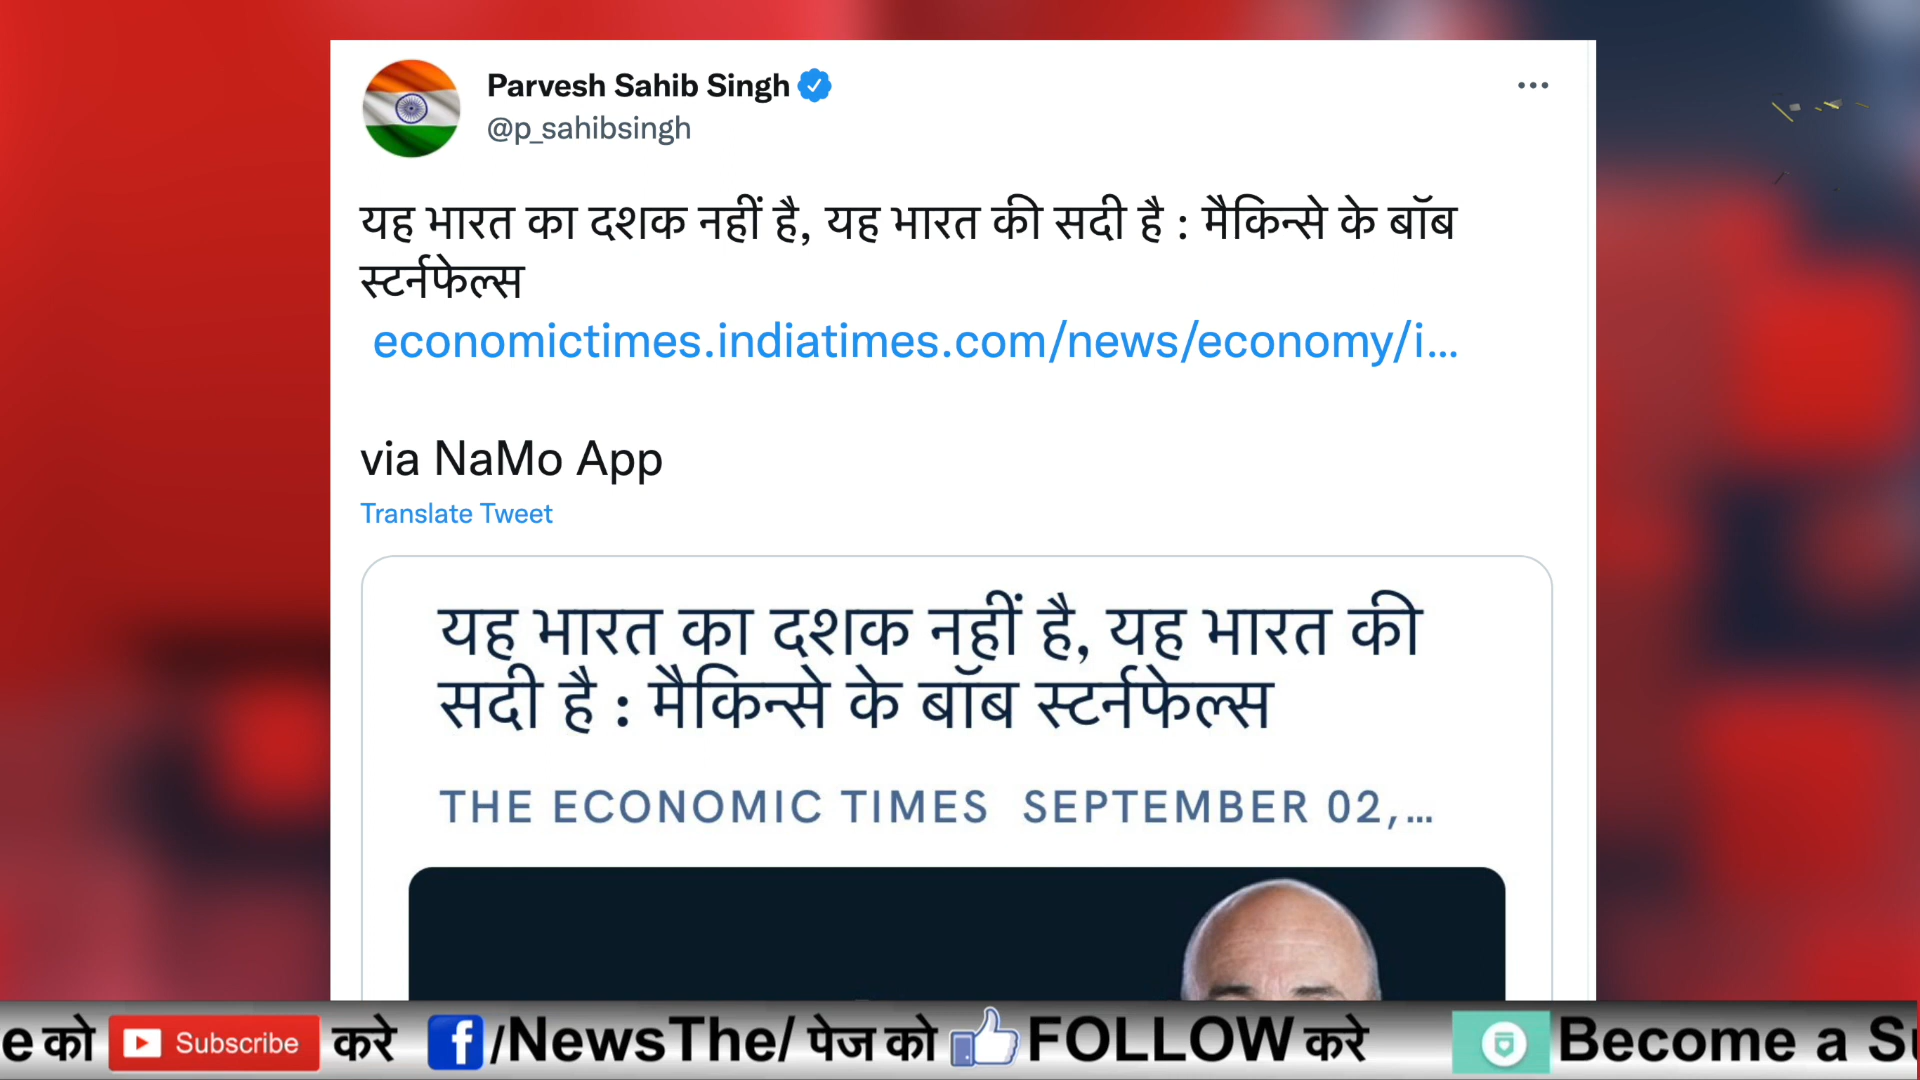 Parvesh Sahib Singh
@p_sahibsingh
यह भारत का दशक नहीं है, यह भारत की सदी है : मैकिन्से के बॉब
स्टर्नफेल्स
economictimes.indiatimes.com/news/economy/i...
via NaMo App
Translate Tweet
यह भारत का दशक नहीं है, यह भारत की
सदी है : मैकिन्से के बॉब स्टर्नफेल्स
THE ECONOMIC TIMES SEPTEMBER 02,...
e को Subscribe करे f/NewsThe/ पेज को FOLLOW करे Become a Su